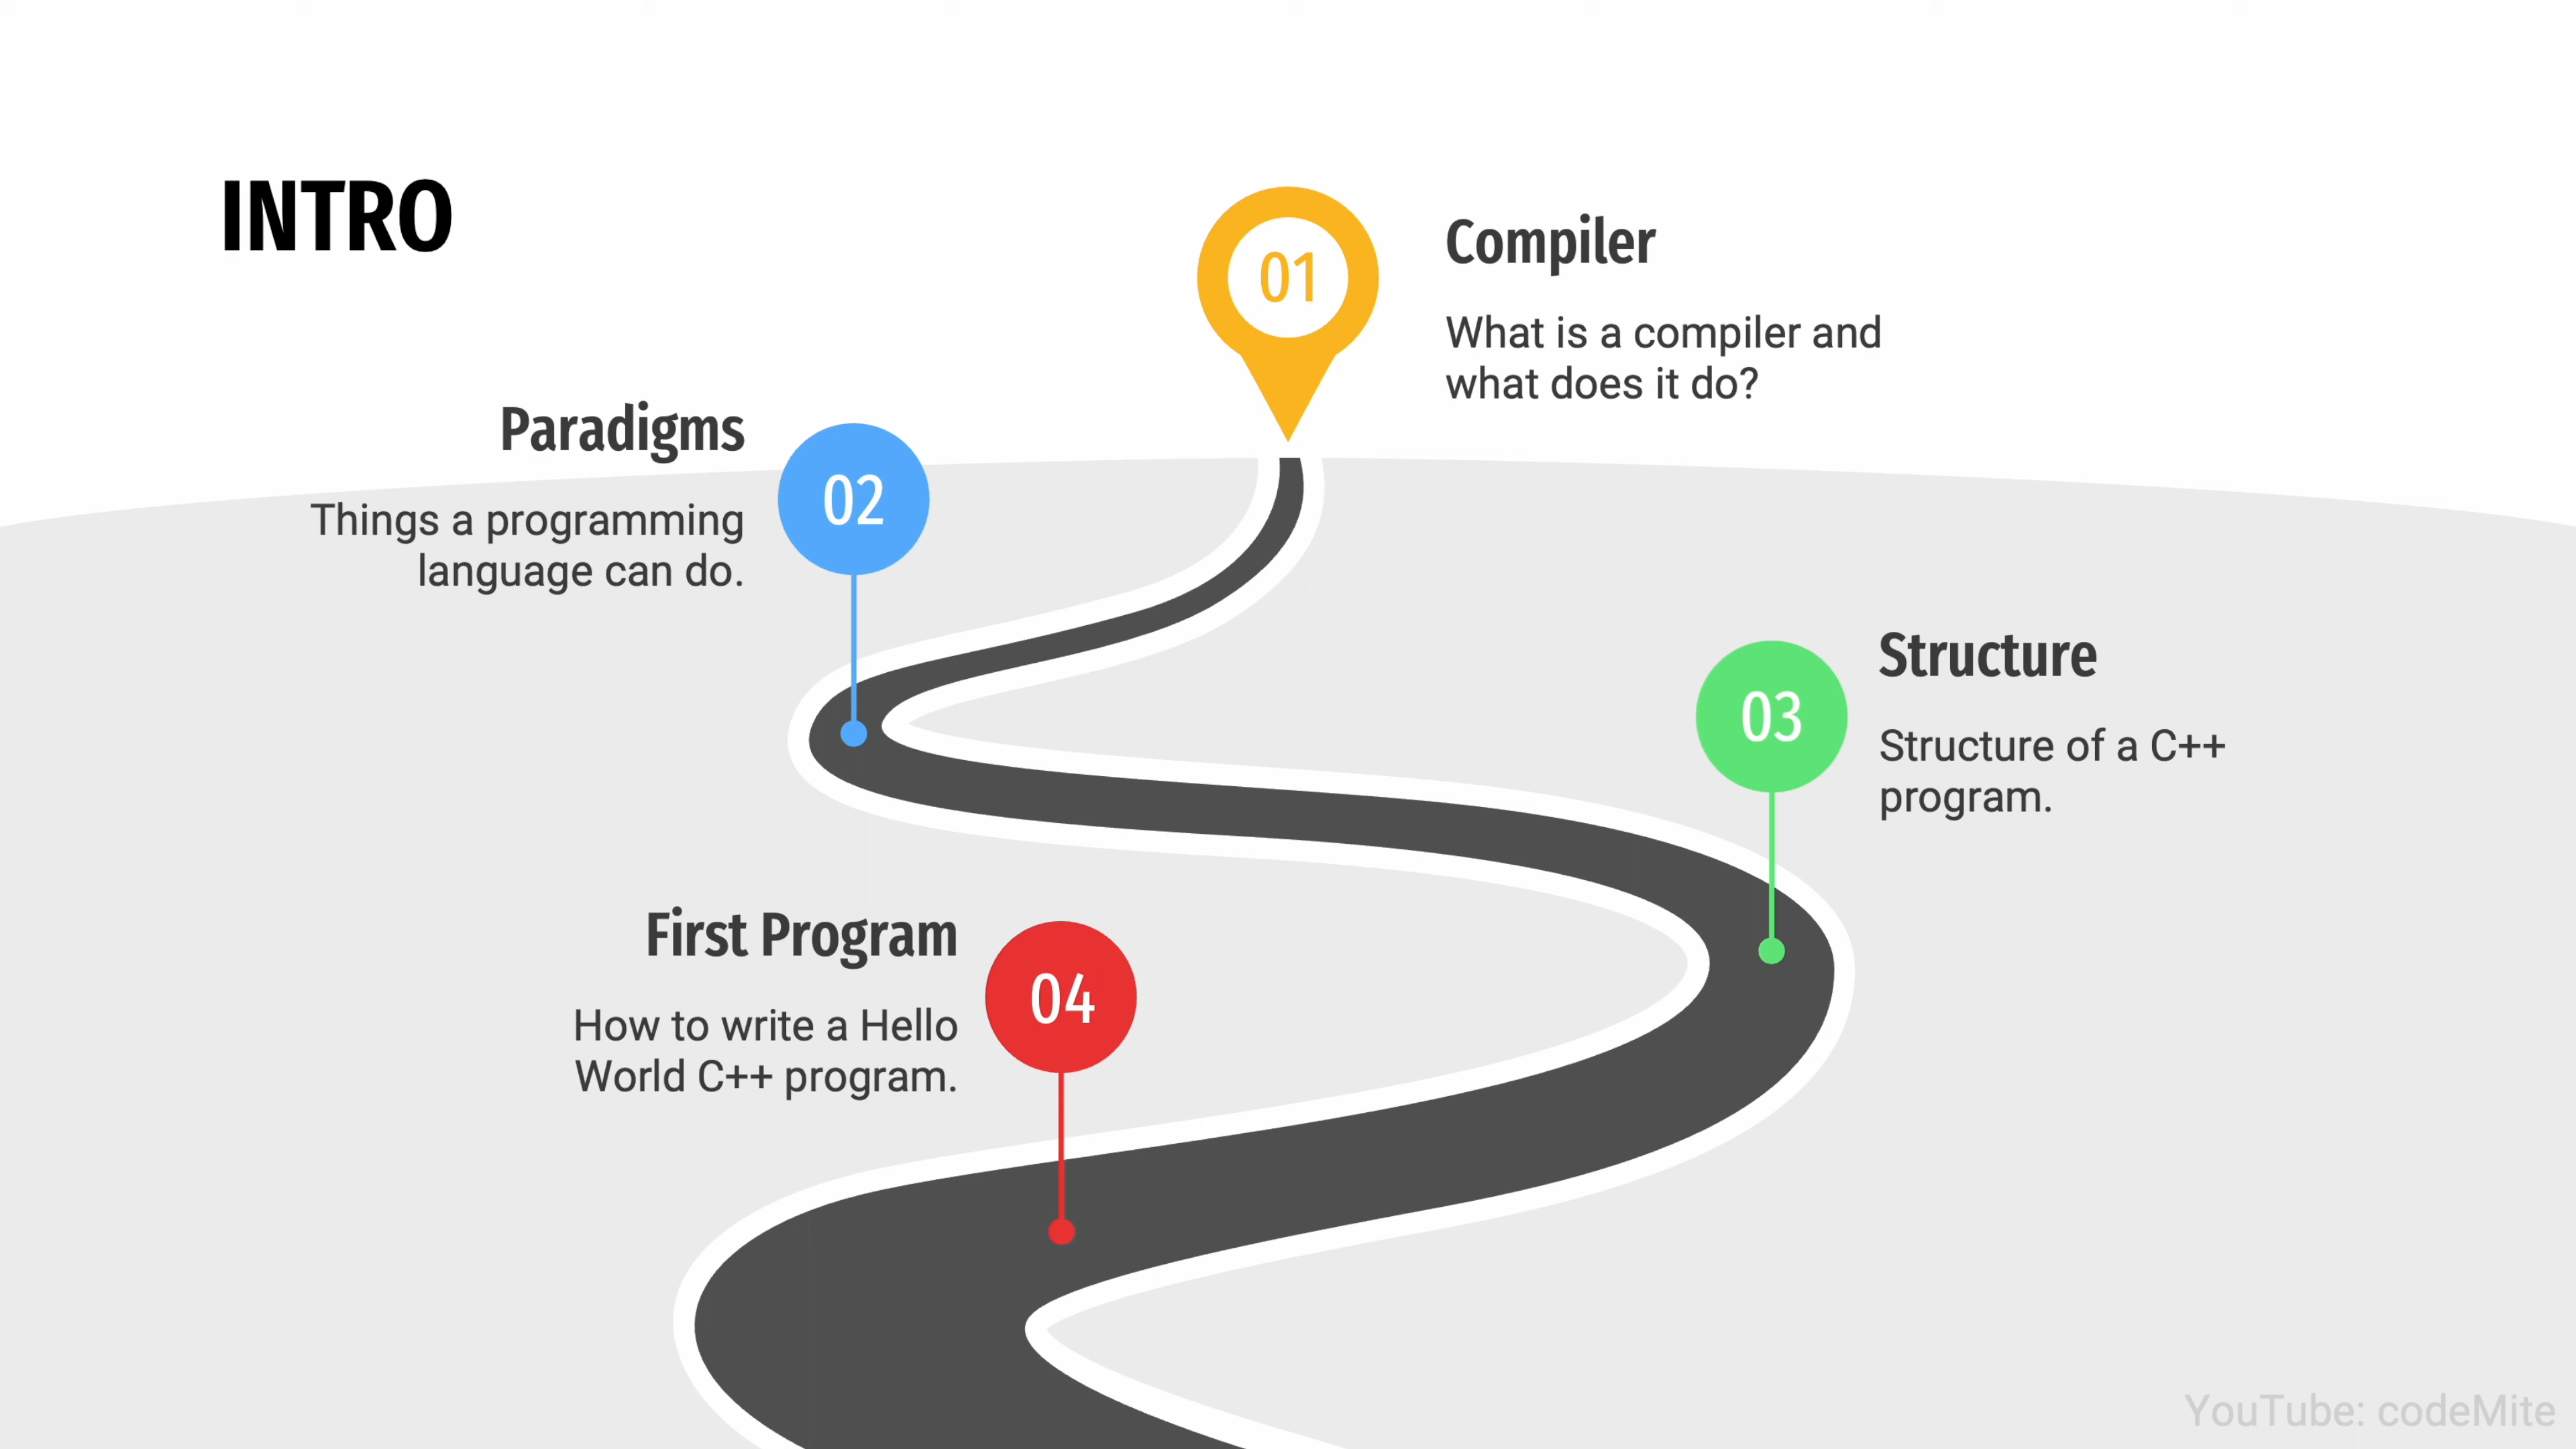 INTRO
01
Compiler
What is a compiler and
what does it do?
Paradigms
Things a programming
language can do.
02
03
Structure
Structure of a C++
program.
First Program
How to write a Hello
World C++ program.
04
YouTube: codeMite